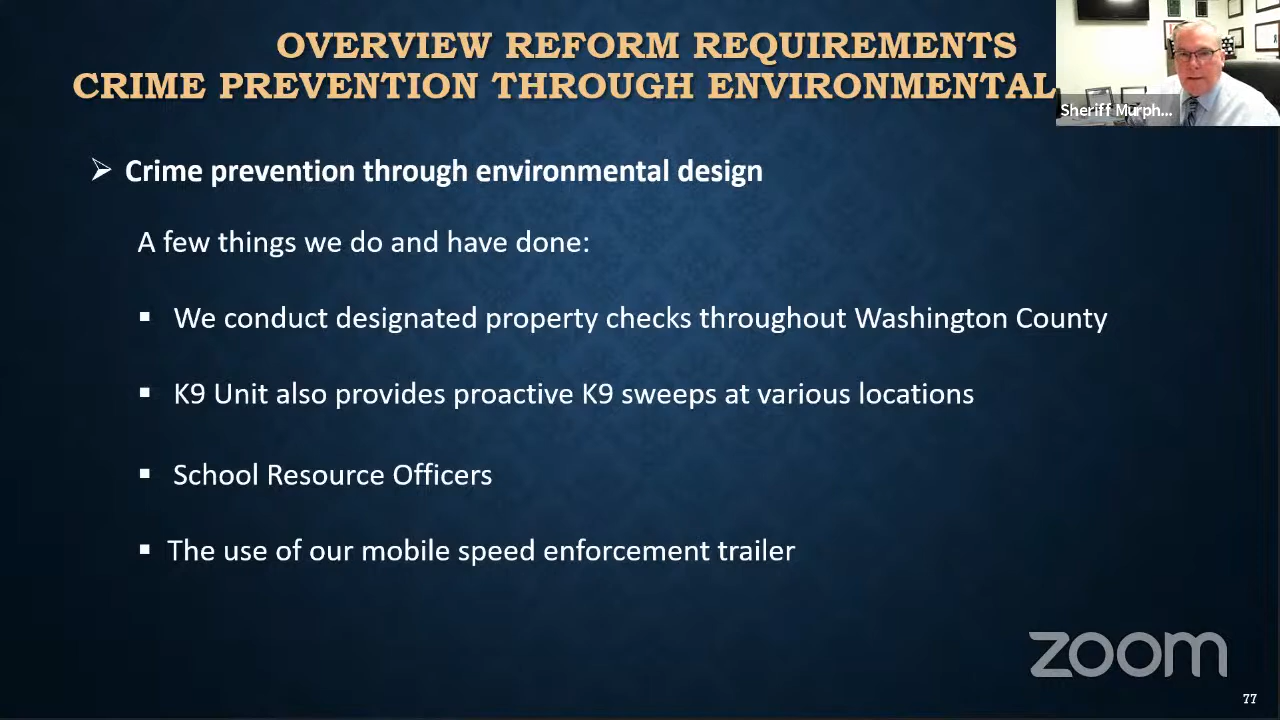 OVERVIEW REFORM REQUIREMENTS
CRIME PREVENTION THROUGH ENVIRONMENTAL
Sheriff Murph...
➢ Crime prevention through environmental design
A few things we do and have done:
▪ We conduct designated property checks throughout Washington County
▪ K9 Unit also provides proactive K9 sweeps at various locations
▪ School Resource Officers
▪ The use of our mobile speed enforcement trailer
zoom
77